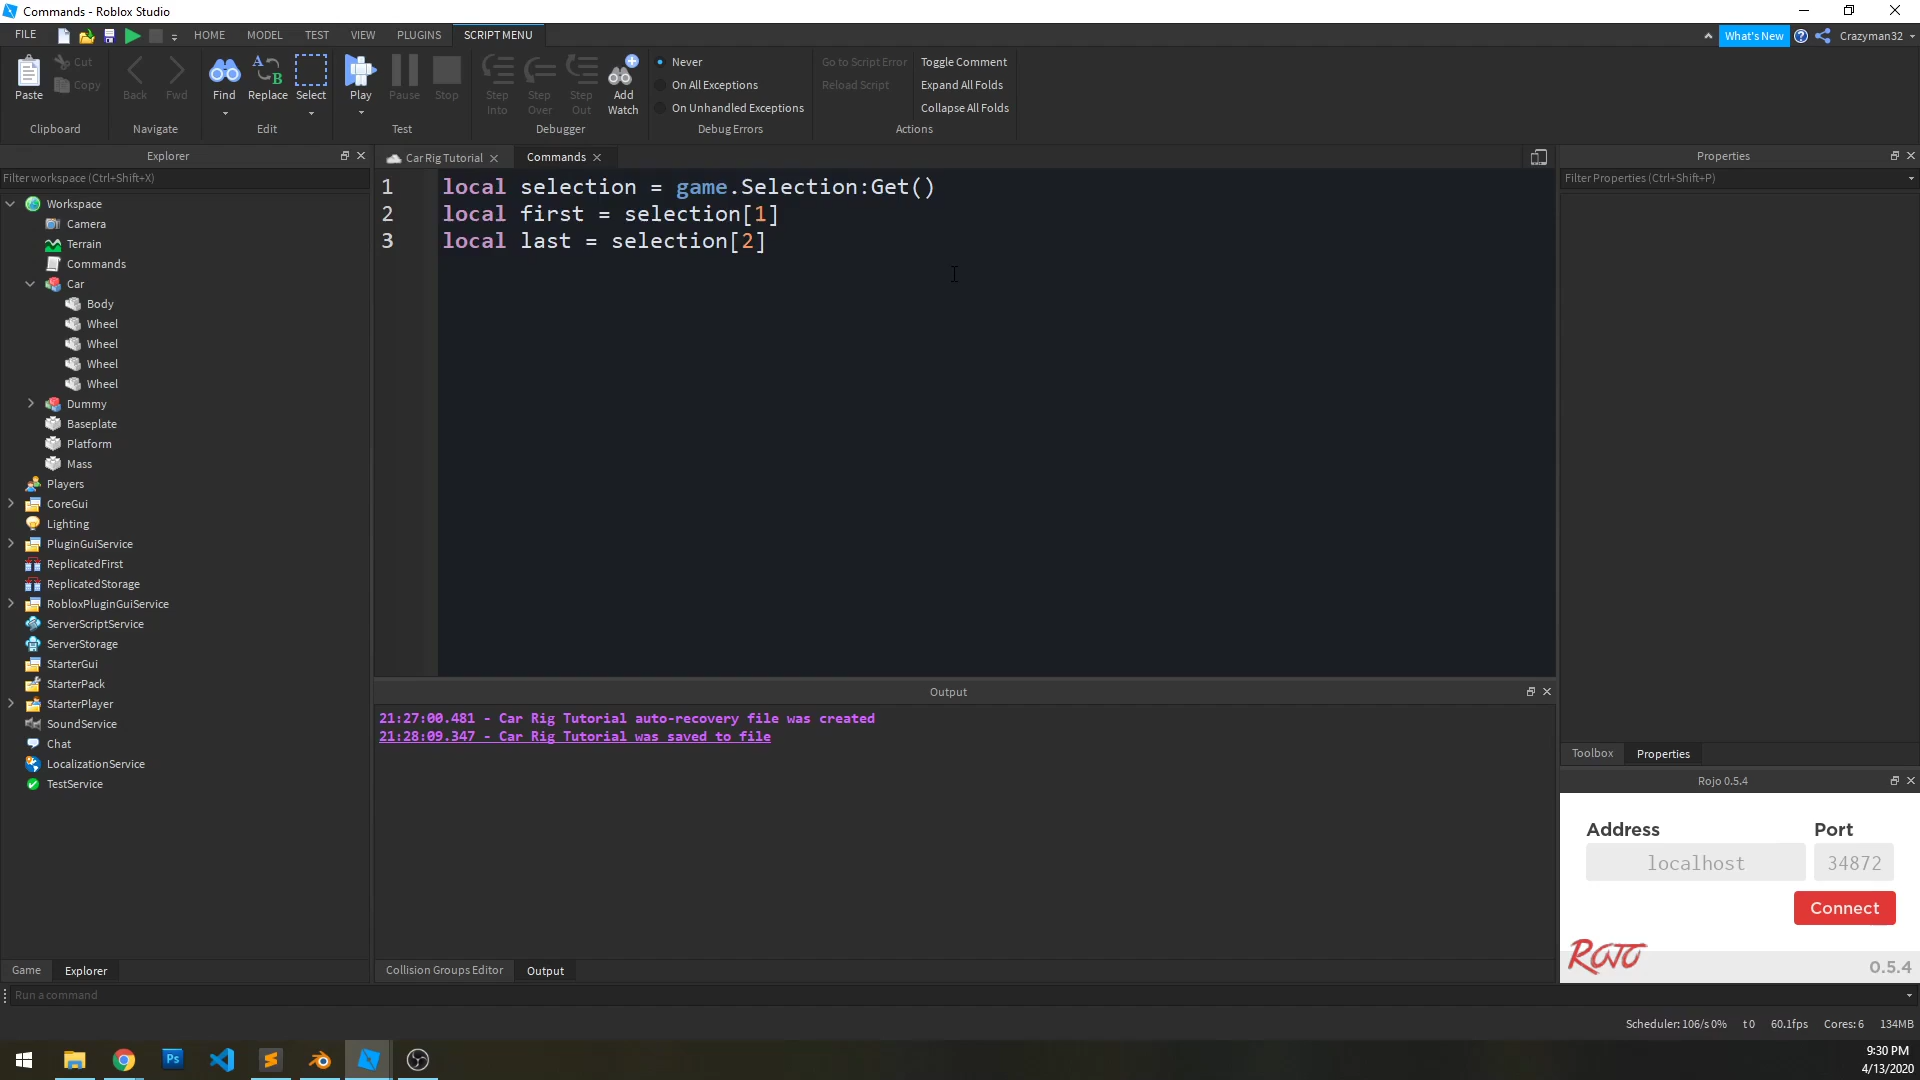 Commands - Roblox Studio
FILE HOME MODEL TEST VIEW PLUGINS SCRIPT MENU What's New Crazyman32
Paste Cut Copy Back Fwd Find Replace Select Play Pause Stop Step Into Step Over Step Out Add Watch
Never
On All Exceptions
On Unhandled Exceptions
Go to Script Error
Reload Script
Toggle Comment
Expand All Folds
Collapse All Folds
Clipboard Navigate Edit Test Debugger Debug Errors Actions
Explorer
Filter workspace (Ctrl+Shift+X)
Workspace
Camera
Terrain
Commands
Car
Body
Wheel
Wheel
Wheel
Wheel
Dummy
Baseplate
Platform
Mass
Players
CoreGui
Lighting
PluginGuiService
ReplicatedFirst
ReplicatedStorage
RobloxPluginGuiService
ServerScriptService
ServerStorage
StarterGui
StarterPack
StarterPlayer
SoundService
Chat
LocalizationService
TestService
Game Explorer
Car Rig Tutorial Commands
1 local selection = game.Selection:Get()
2 local first = selection[1]
3 local last = selection[2]
Output
21:27:00.481 - Car Rig Tutorial auto-recovery file was created
21:28:09.347 - Car Rig Tutorial was saved to file
Collision Groups Editor Output
Properties
Filter Properties (Ctrl+Shift+P)
Toolbox Properties
Rojo 0.5.4
Address Port
localhost 34872
Connect
ROJO 0.5.4
Run a command
Scheduler: 106/s 0% t 0 60.1fps Cores: 6 134MB
Ps
9:30 PM
4/13/2020